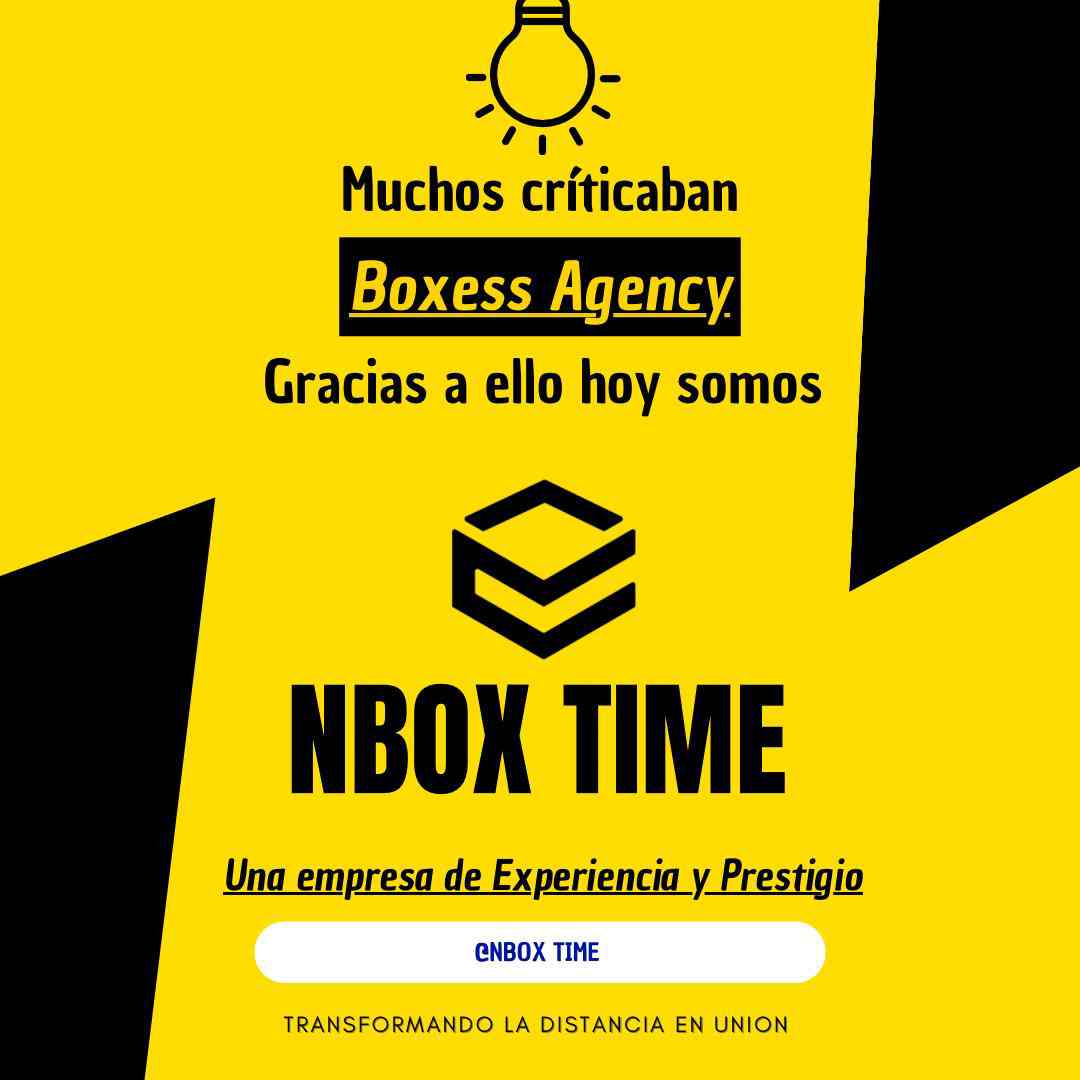 Muchos críticaban
Boxess Agency
Gracias a ello hoy somos
NBOX TIME
Una empresa de Experiencia y Prestigio
@NBOX TIME
TRANSFORMANDO LA DISTANCIA EN UNION